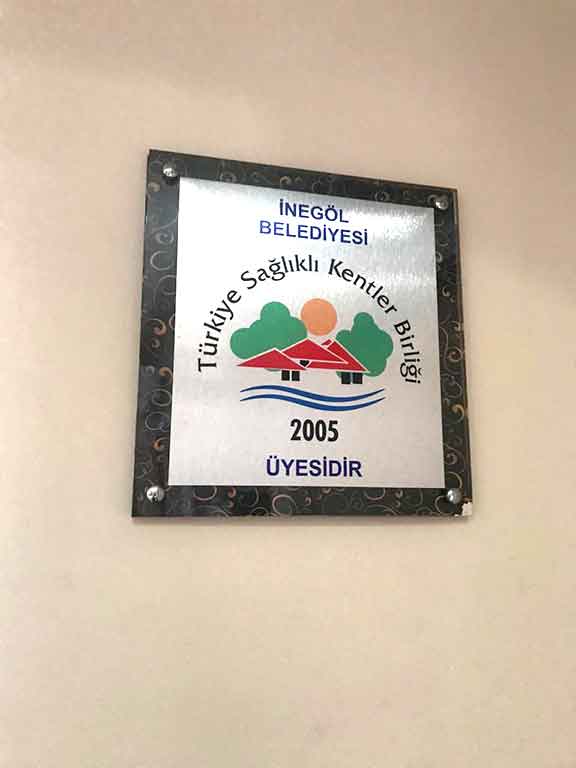 İNEGÖL
BELEDİYESİ
Türkiye Sağlıklı Kentler Birliği
2005
ÜYESİDİR